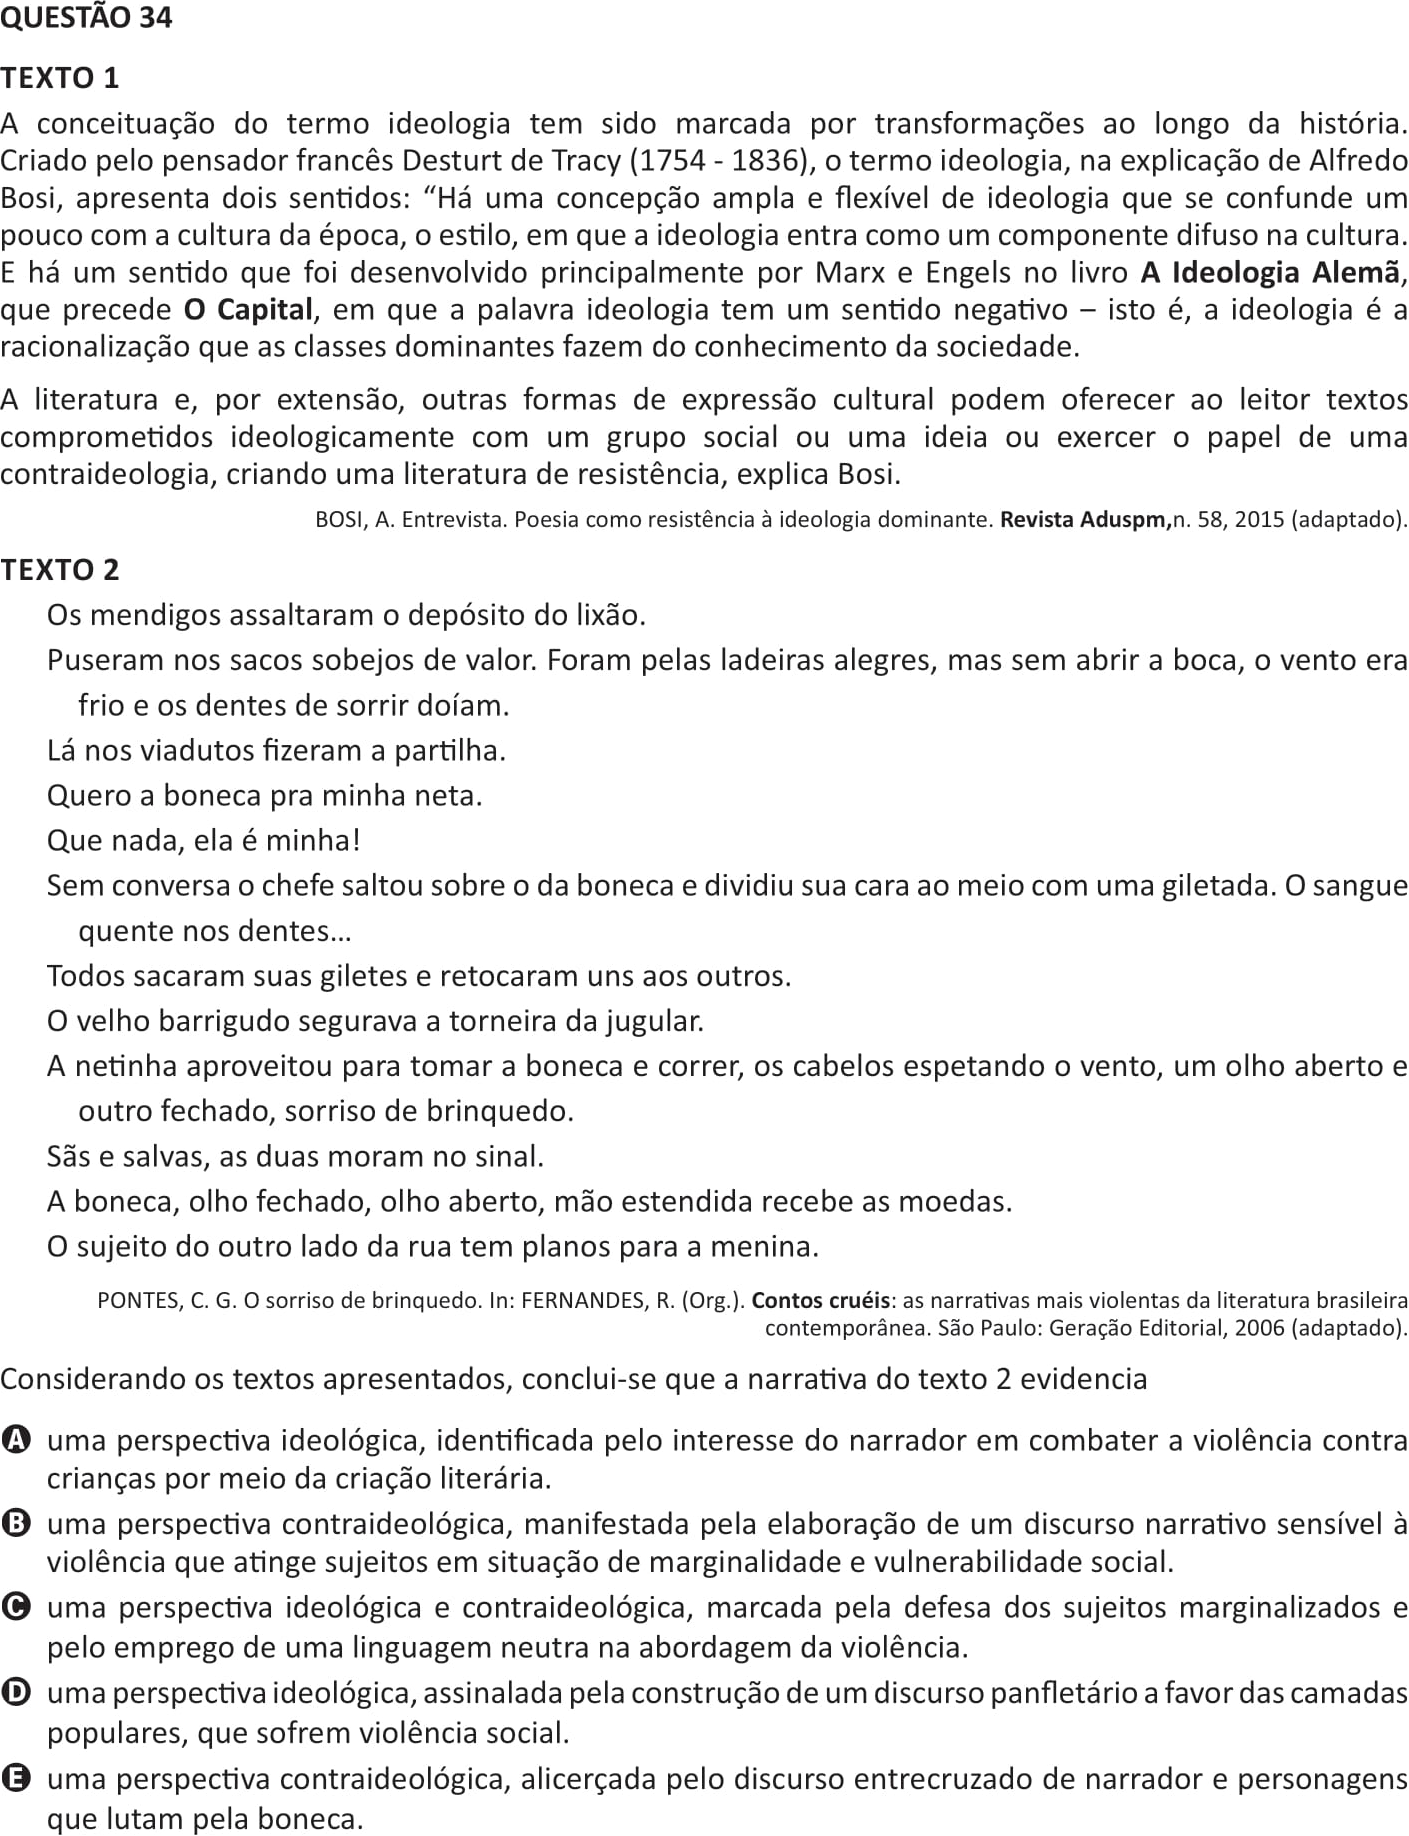 QUESTÃO 34
TEXTO 1
A conceituação do termo ideologia tem sido marcada por transformações ao longo da história.
Criado pelo pensador francês Desturt de Tracy (1754 - 1836), o termo ideologia, na explicação de Alfredo
Bosi, apresenta dois sentidos: “Há uma concepção ampla e flexível de ideologia que se confunde um
pouco com a cultura da época, o estilo, em que a ideologia entra como um componente difuso na cultura.
E há um sentido que foi desenvolvido principalmente por Marx e Engels no livro A Ideologia Alemã,
que precede O Capital, em que a palavra ideologia tem um sentido negativo – isto é, a ideologia é a
racionalização que as classes dominantes fazem do conhecimento da sociedade.
A literatura e, por extensão, outras formas de expressão cultural podem oferecer ao leitor textos
comprometidos ideologicamente com um grupo social ou uma ideia ou exercer o papel de uma
contraideologia, criando uma literatura de resistência, explica Bosi.
BOSI, A. Entrevista. Poesia como resistência à ideologia dominante. Revista Aduspm,n. 58, 2015 (adaptado).
TEXTO 2
Os mendigos assaltaram o depósito do lixão.
Puseram nos sacos sobejos de valor. Foram pelas ladeiras alegres, mas sem abrir a boca, o vento era
frio e os dentes de sorrir doíam.
Lá nos viadutos fizeram a partilha.
Quero a boneca pra minha neta.
Que nada, ela é minha!
Sem conversa o chefe saltou sobre o da boneca e dividiu sua cara ao meio com uma giletada. O sangue
quente nos dentes...
Todos sacaram suas giletes e retocaram uns aos outros.
O velho barrigudo segurava a torneira da jugular.
A netinha aproveitou para tomar a boneca e correr, os cabelos espetando o vento, um olho aberto e
outro fechado, sorriso de brinquedo.
Sãs e salvas, as duas moram no sinal.
A boneca, olho fechado, olho aberto, mão estendida recebe as moedas.
O sujeito do outro lado da rua tem planos para a menina.
PONTES, C. G. O sorriso de brinquedo. In: FERNANDES, R. (Org.). Contos cruéis: as narrativas mais violentas da literatura brasileira
contemporânea. São Paulo: Geração Editorial, 2006 (adaptado).
Considerando os textos apresentados, conclui-se que a narrativa do texto 2 evidencia
A uma perspectiva ideológica, identificada pelo interesse do narrador em combater a violência contra
crianças por meio da criação literária.
B uma perspectiva contraideológica, manifestada pela elaboração de um discurso narrativo sensível à
violência que atinge sujeitos em situação de marginalidade e vulnerabilidade social.
C uma perspectiva ideológica e contraideológica, marcada pela defesa dos sujeitos marginalizados e
pelo emprego de uma linguagem neutra na abordagem da violência.
D uma perspectiva ideológica, assinalada pela construção de um discurso panfletário a favor das camadas
populares, que sofrem violência social.
E uma perspectiva contraideológica, alicerçada pelo discurso entrecruzado de narrador e personagens
que lutam pela boneca.